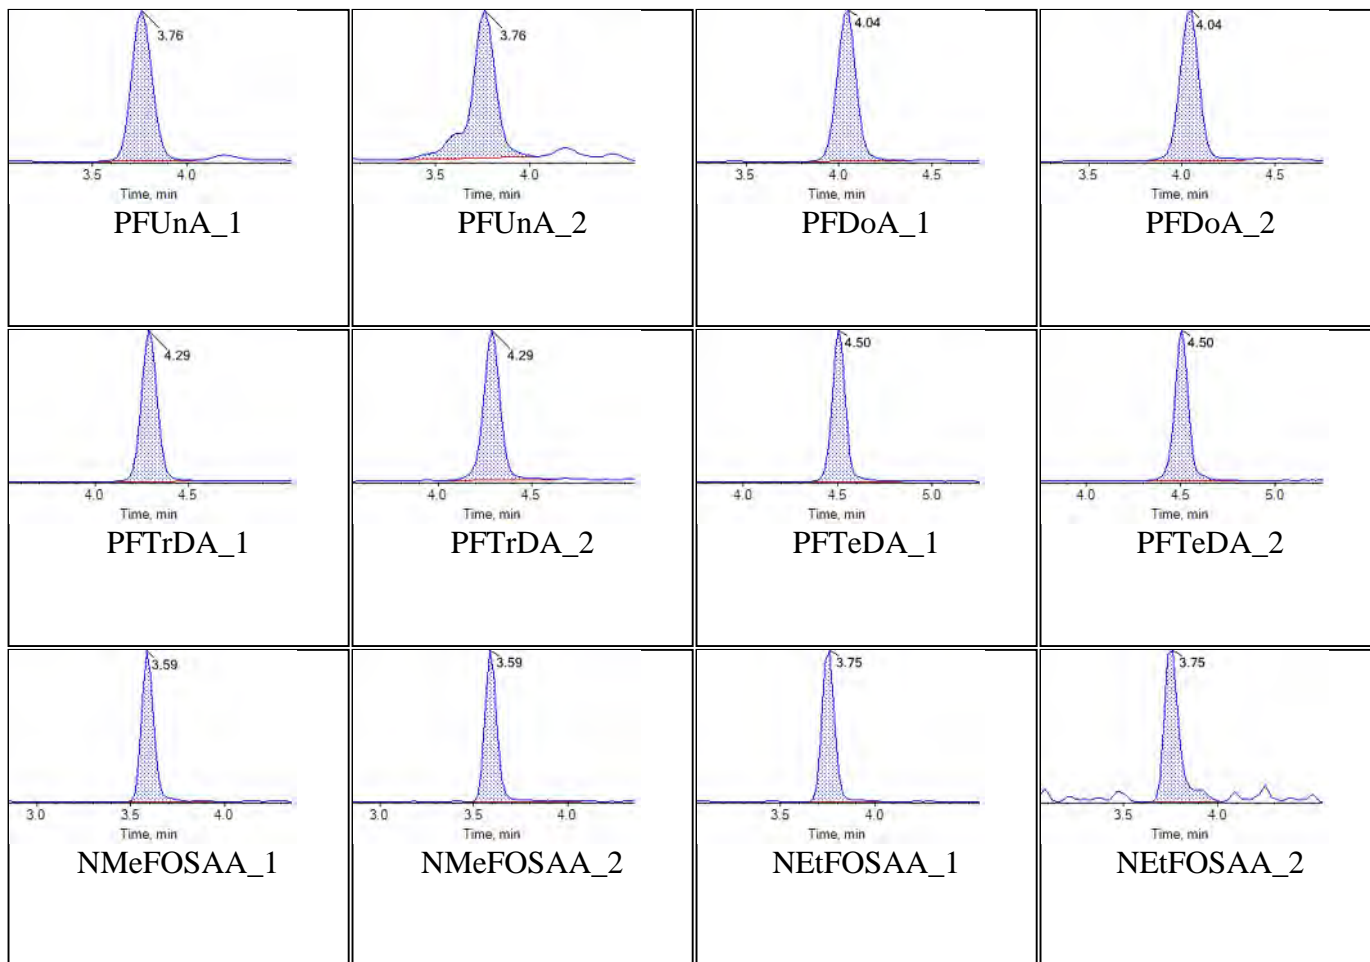 3.76
3.5 4.0
Time, min
PFUnA_1
3.76
3.5 4.0
Time, min
PFUnA_2
4.04
3.5 4.0 4.5
Time, min
PFDoA_1
4.04
3.5 4.0 4.5
Time, min
PFDoA_2
4.29
4.0 4.5
Time, min
PFTrDA_1
4.29
4.0 4.5
Time, min
PFTrDA_2
4.50
4.0 4.5 5.0
Time, min
PFTeDA_1
4.50
4.0 4.5 5.0
Time, min
PFTeDA_2
3.59
3.0 3.5 4.0
Time, min
NMeFOSAA_1
3.59
3.0 3.5 4.0
Time, min
NMeFOSAA_2
3.75
3.5 4.0
Time, min
NEtFOSAA_1
3.75
3.5 4.0
Time, min
NEtFOSAA_2